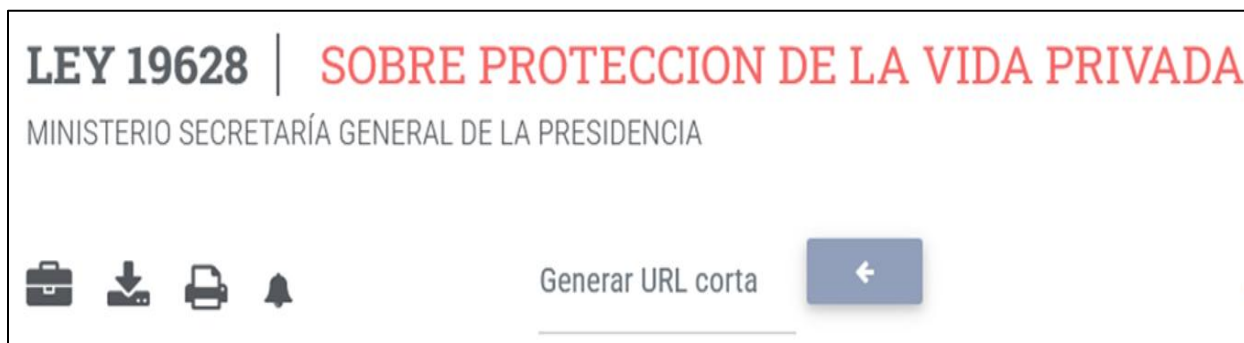 LEY 19628 | SOBRE PROTECCION DE LA VIDA PRIVADA
MINISTERIO SECRETARÍA GENERAL DE LA PRESIDENCIA
Generar URL corta